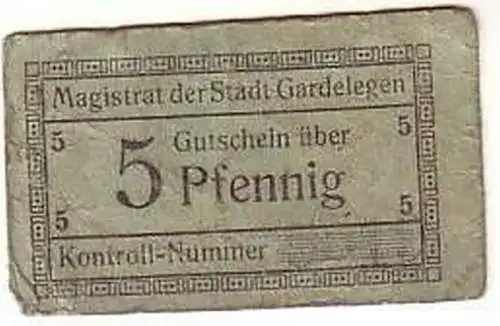 Magistrat der Stadt Gardelegen
5 5
5 Gutschein über
Pfennig
5 5
Kontroll-Nummer